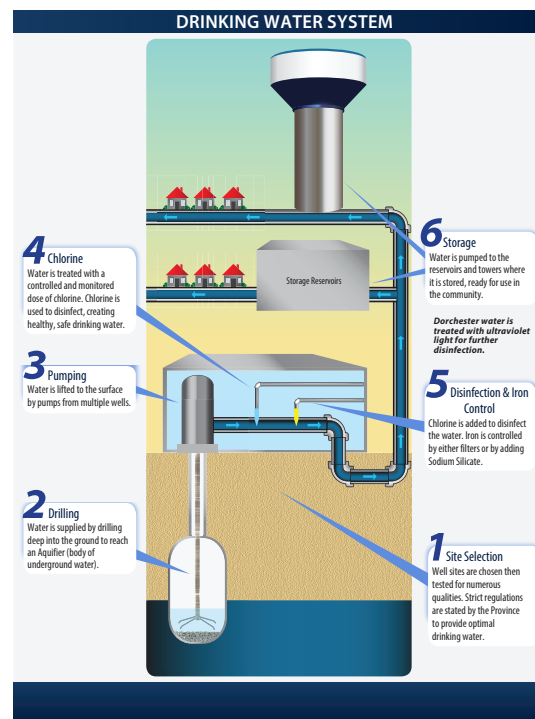 DRINKING WATER SYSTEM
6 Storage
Water is pumped to the
reservoirs and towers where
it is stored, ready for use in
the community.
Dorchester water is
treated with ultraviolet
light for further
disinfection.
4 Chlorine
Water is treated with a
controlled and monitored
dose of chlorine. Chlorine is
used to disinfect, creating
healthy, safe drinking water.
Storage Reservoirs
3 Pumping
Water is lifted to the surface
by pumps from multiple wells.
5 Disinfection & Iron
Control
Chlorine is added to disinfect
the water. Iron is controlled
by either filters or by adding
Sodium Silicate.
2 Drilling
Water is supplied by drilling
deep into the ground to reach
an Aquifier (body of
underground water).
1 Site Selection
Well sites are chosen then
tested for numerous
qualities. Strict regulations
are stated by the Province
to provide optimal
drinking water.